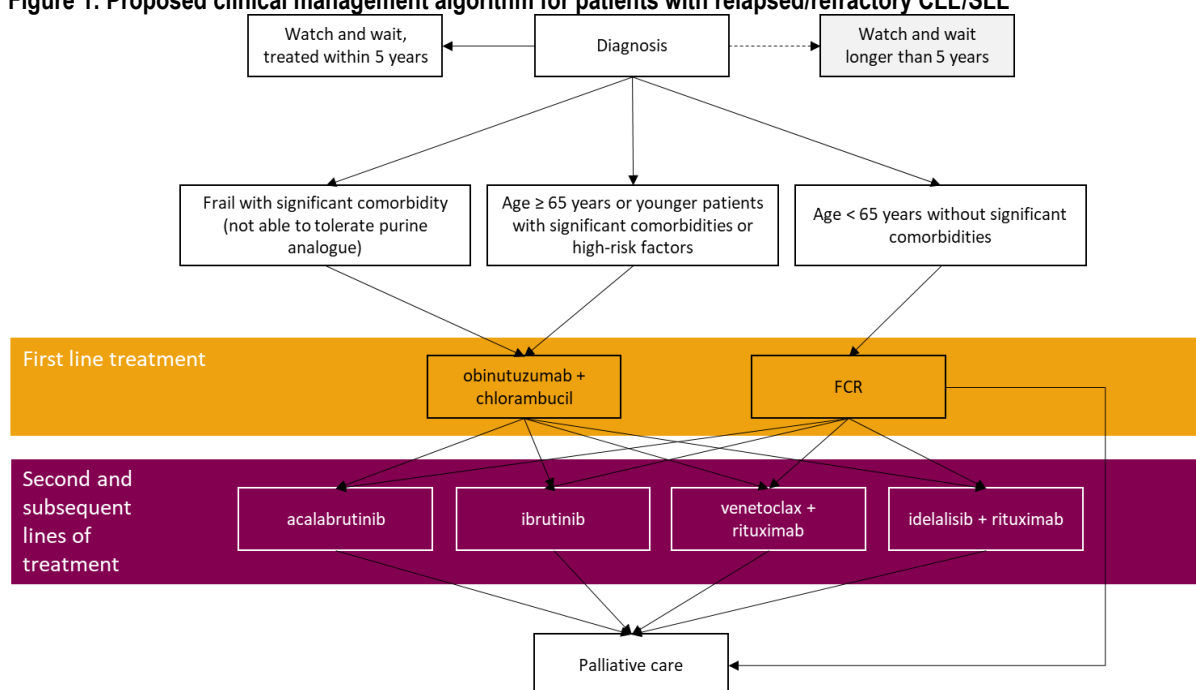 Figure 1: Proposed clinical management algorithm for patients with relapsed/refractory CLL/SLL
Watch and wait,
treated within 5 years
Diagnosis
Watch and wait
longer than 5 years
Frail with significant comorbidity
(not able to tolerate purine
analogue)
Age ≥ 65 years or younger patients
with significant comorbidities or
high-risk factors
Age < 65 years without significant
comorbidities
First line treatment
obinutuzumab +
chlorambucil
FCR
Second and
subsequent
lines of
treatment
acalabrutinib
ibrutinib
venetoclax +
rituximab
idelalisib + rituximab
Palliative care